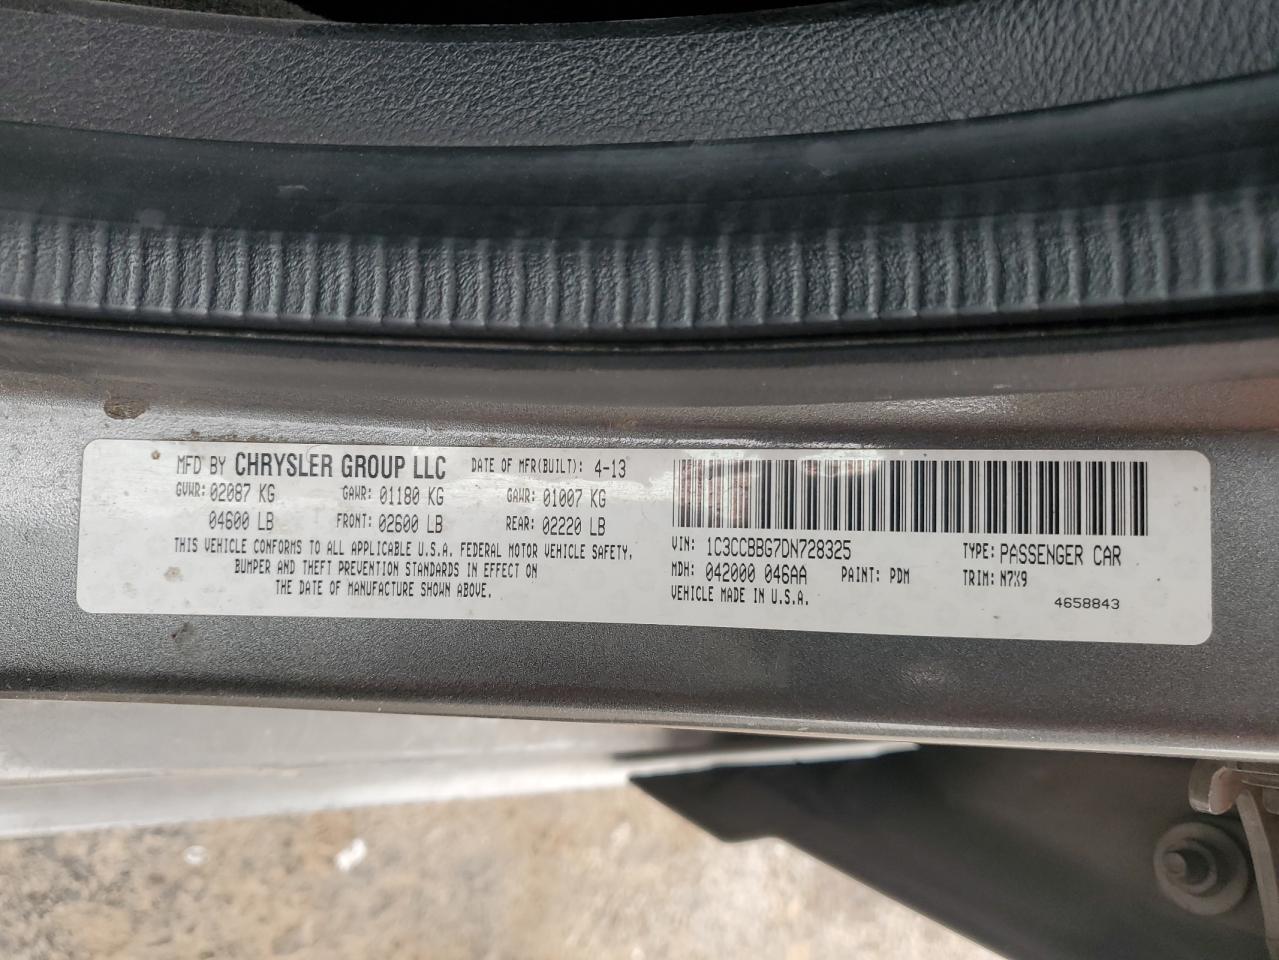 MFD BY CHRYSLER GROUP LLC DATE OF MFR(BUILT): 4-13
GVWR: 02087 KG GAWR: 01180 KG GAWR: 01007 KG
04600 LB FRONT: 02600 LB REAR: 02220 LB
THIS VEHICLE CONFORMS TO ALL APPLICABLE U.S.A. FEDERAL MOTOR VEHICLE SAFETY,
BUMPER AND THEFT PREVENTION STANDARDS IN EFFECT ON
THE DATE OF MANUFACTURE SHOWN ABOVE.
VIN: 1C3CCBBG7DN728325 TYPE: PASSENGER CAR
MDH: 042000 046AA PAINT: PDM TRIM: N7X9
VEHICLE MADE IN U.S.A.
4658843